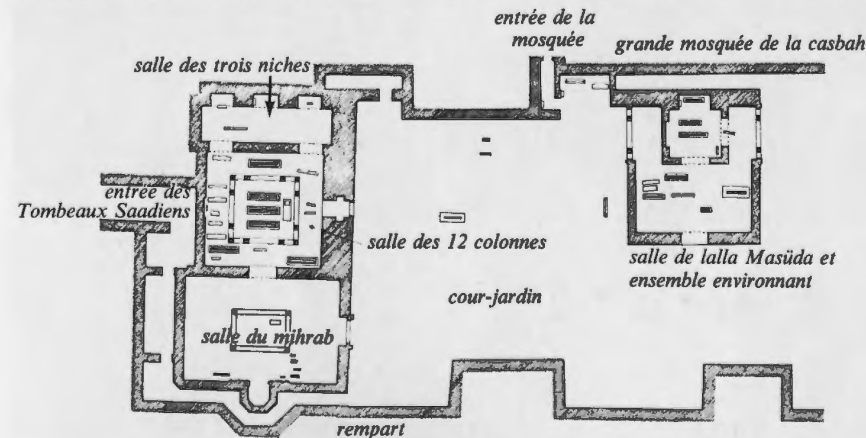 entrée de la
mosquée
grande mosquée de la casbah
salle des trois niches
entrée des
Tombeaux Saadiens
salle des 12 colonnes
salle de lalla Masüda et
ensemble environnant
cour-jardin
salle du mihrab
rempart